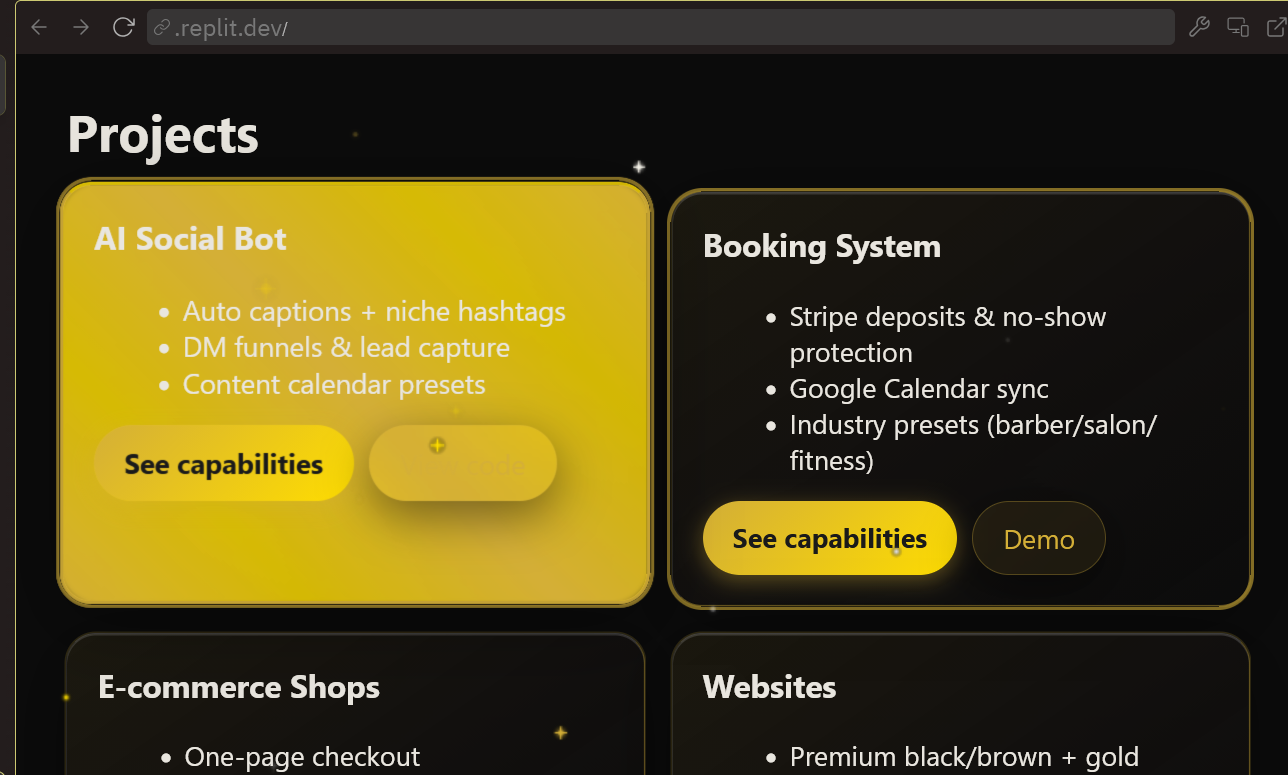 .replit.dev/
Projects
AI Social Bot
Auto captions + niche hashtags
DM funnels & lead capture
Content calendar presets
See capabilities
code
Booking System
Stripe deposits & no-show
protection
Google Calendar sync
Industry presets (barber/salon/
fitness)
See capabilities
Demo
E-commerce Shops
One-page checkout
Websites
Premium black/brown + gold